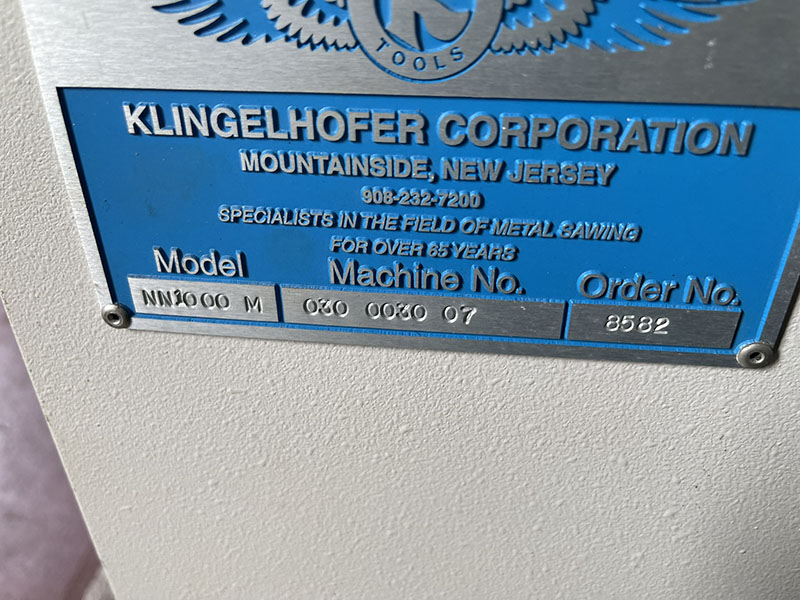 K
TOOLS
KLINGELHOFER CORPORATION
MOUNTAINSIDE, NEW JERSEY
908-232-7200
SPECIALISTS IN THE FIELD OF METAL SAWING
FOR OVER 65 YEARS
Model Machine No. Order No.
NN1000 M 030 0030 07 8582